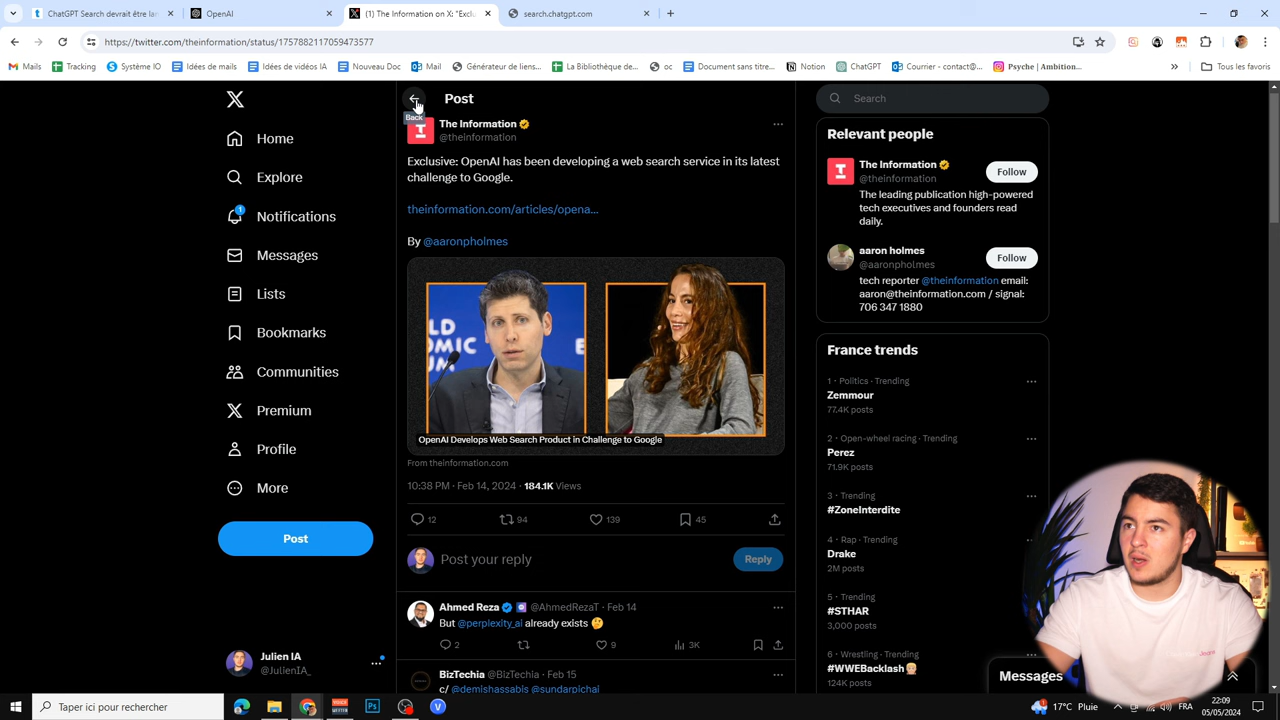 ChatGPT Search devrait être lan
OpenAI
(1) The Information on X: "Exclu
search.chatgpt.com
https://twitter.com/theinformation/status/1757882117059473577
Mails
Tracking
Système IO
Idées de mails
Idées de vidéos IA
Nouveau Doc
Mail
Générateur de liens...
La Bibliothèque de...
oc
Document sans titre...
Notion
ChatGPT
Courrier - contact@...
Psyche | Ambition...
»
Tous les favoris
Home
Explore
1
Notifications
Messages
Lists
Bookmarks
Communities
Premium
Profile
More
Post
Julien IA
@JulienIA_
Post
Back
The Information
@theinformation
Exclusive: OpenAI has been developing a web search service in its latest
challenge to Google.
theinformation.com/articles/opena...
By @aaronpholmes
LD
OMIC
UM
OpenAI Develops Web Search Product in Challenge to Google
From theinformation.com
10:38 PM · Feb 14, 2024 · 184.1K Views
12
94
139
45
Post your reply
Reply
Ahmed Reza @AhmedRezaT · Feb 14
But @perplexity_ai already exists 🤔
2
9
3K
BizTechia @BizTechia · Feb 15
c/ @demishassabis @sundarpichai
Search
Relevant people
The Information
@theinformation
Follow
The leading publication high-powered
tech executives and founders read
daily.
aaron holmes
@aaronpholmes
Follow
tech reporter @theinformation email:
aaron@theinformation.com / signal:
706 347 1880
France trends
1 · Politics · Trending
Zemmour
77.4K posts
2 · Open-wheel racing · Trending
Perez
71,9K posts
3 · Trending
#ZoneInterdite
4 · Rap · Trending
Drake
2M posts
5 · Trending
#STHAR
3,000 posts
6 · Wrestling · Trending
#WWEBacklash
124K posts
Messages
Taper ici pour rechercher
17°C Pluie
FRA
22:09
05/05/2024